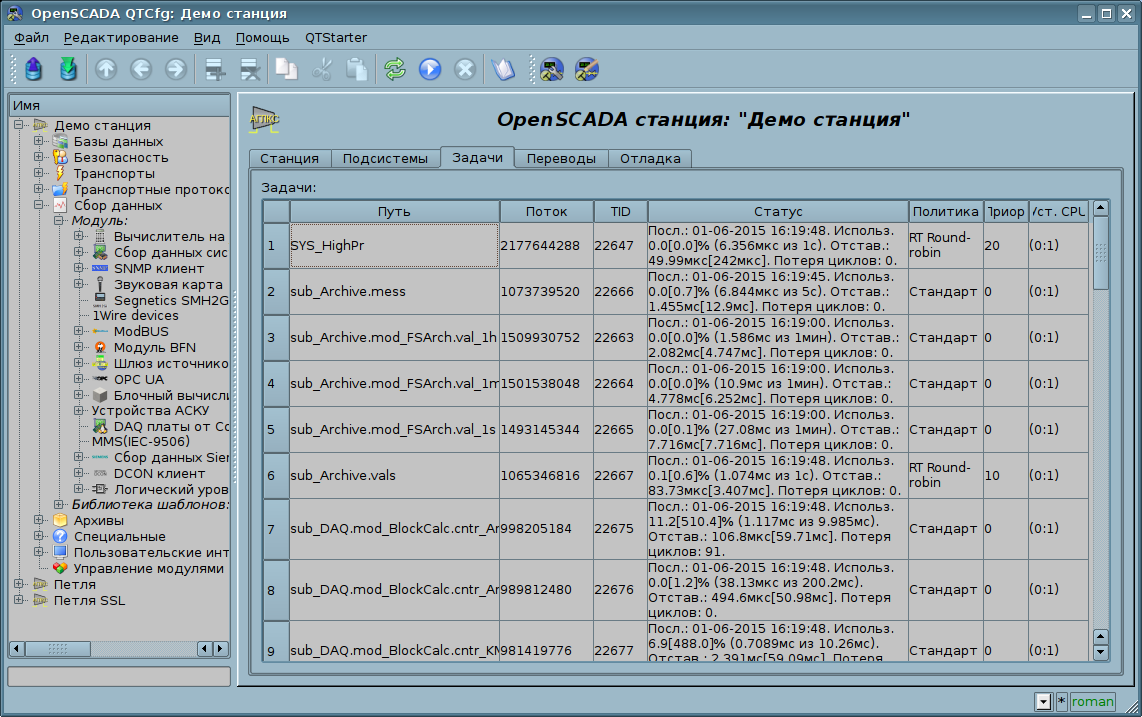 OpenSCADA QTCfg: Демо станция
Файл Редактирование Вид Помощь QTStarter
Имя
Демо станция
Базы данных
Безопасность
Транспорты
Транспортные проток
Сбор данных
Модуль:
Вычислитель на
Сбор данных сис
SNMP клиент
Звуковая карта
Segnetics SMH2G
1Wire devices
ModBUS
Модуль BFN
Шлюз источнико
OPC UA
Блочный вычисли
Устройства АСКУ
DAQ платы от Co
MMS(IEC-9506)
Сбор данных Sie
DCON клиент
Логический уров
Библиотека шаблонов:
Архивы
Специальные
Пользовательские инт
Управление модулями
Петля
Петля SSL
АГЛКС
OpenSCADA станция: "Демо станция"
Станция Подсистемы Задачи Переводы Отладка
Задачи:
Путь Поток TID Статус Политика Приор Уст. CPU
1 SYS_HighPr 2177644288 22647 Посл.: 01-06-2015 16:19:48. Использ. 0.0[0.0]% (6.356мкс из 1с). Отстав.: 49.99мкс[242мкс]. Потеря циклов: 0. RT Round-robin 20 (0:1)
2 sub_Archive.mess 1073739520 22666 Посл.: 01-06-2015 16:19:45. Использ. 0.0[0.7]% (6.844мкс из 5с). Отстав.: 1.455мс[12.9мс]. Потеря циклов: 0. Стандарт 0 (0:1)
3 sub_Archive.mod_FSArch.val_1h 1509930752 22663 Посл.: 01-06-2015 16:19:00. Использ. 0.0[0.0]% (1.586мс из 1мин). Отстав.: 2.082мс[4.747мс]. Потеря циклов: 0. Стандарт 0 (0:1)
4 sub_Archive.mod_FSArch.val_1m 1501538048 22664 Посл.: 01-06-2015 16:19:00. Использ. 0.0[0.0]% (10.9мс из 1мин). Отстав.: 4.778мс[6.252мс]. Потеря циклов: 0. Стандарт 0 (0:1)
5 sub_Archive.mod_FSArch.val_1s 1493145344 22665 Посл.: 01-06-2015 16:19:00. Использ. 0.0[0.1]% (27.08мс из 1мин). Отстав.: 7.716мс[7.716мс]. Потеря циклов: 0. Стандарт 0 (0:1)
6 sub_Archive.vals 1065346816 22667 Посл.: 01-06-2015 16:19:48. Использ. 0.1[0.6]% (1.074мс из 1с). Отстав.: 83.73мкс[3.407мс]. Потеря циклов: 0. RT Round-robin 10 (0:1)
7 sub_DAQ.mod_BlockCalc.cntr_An 998205184 22675 Посл.: 01-06-2015 16:19:48. Использ. 11.2[510.4]% (1.117мс из 9.985мс). Отстав.: 106.8мкс[59.71мс]. Потеря циклов: 91. Стандарт 0 (0:1)
8 sub_DAQ.mod_BlockCalc.cntr_An 989812480 22676 Посл.: 01-06-2015 16:19:48. Использ. 0.0[1.2]% (38.13мкс из 200.2мс). Отстав.: 494.6мкс[50.98мс]. Потеря циклов: 0. Стандарт 0 (0:1)
9 sub_DAQ.mod_BlockCalc.cntr_KM 981419776 22677 Посл.: 01-06-2015 16:19:48. Использ. 6.9[488.0]% (0.7089мс из 10.26мс). Отстав.: 2.391мс[59.09мс]. Потеря Стандарт 0 (0:1)
* roman